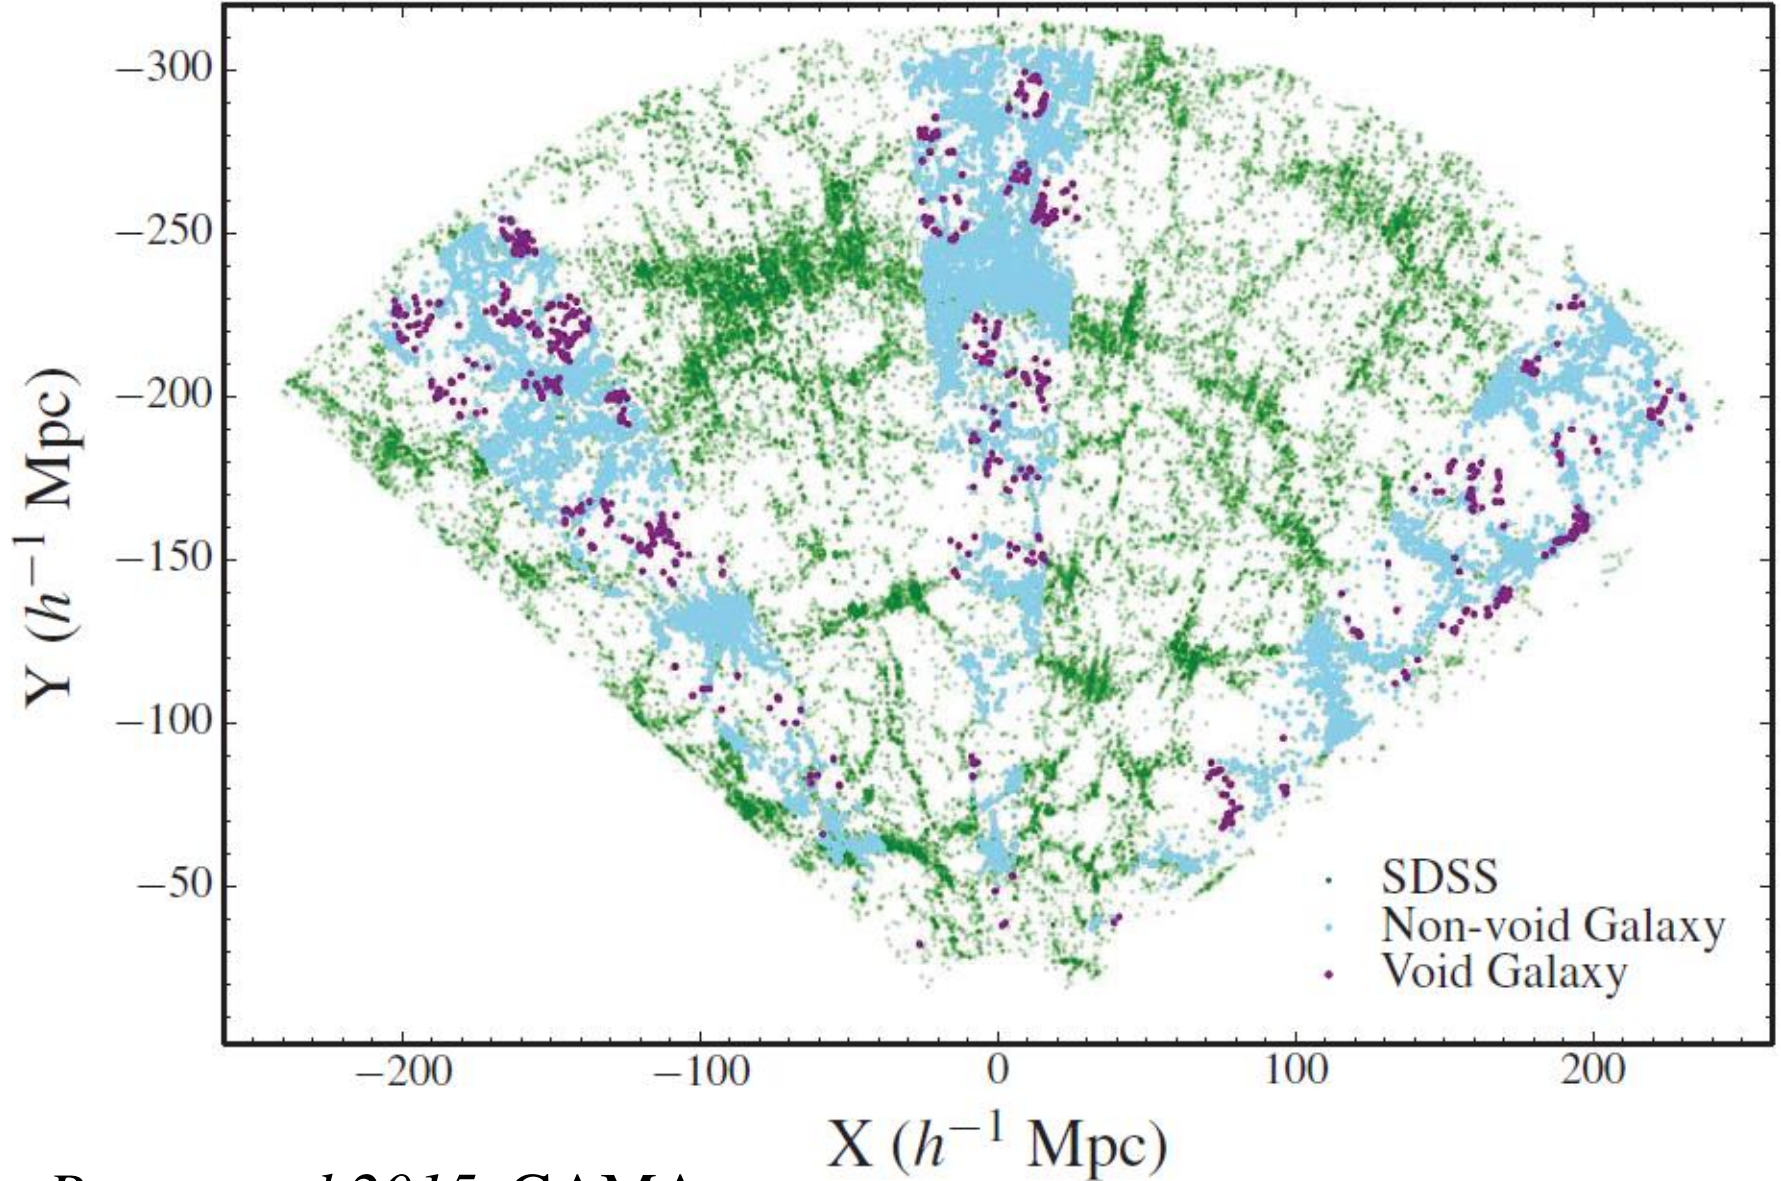 Y (h⁻¹ Mpc)
−300
−250
−200
−150
−100
−50
SDSS
Non-void Galaxy
Void Galaxy
−200 −100 0 100 200
X (h⁻¹ Mpc)
2015 GAMA